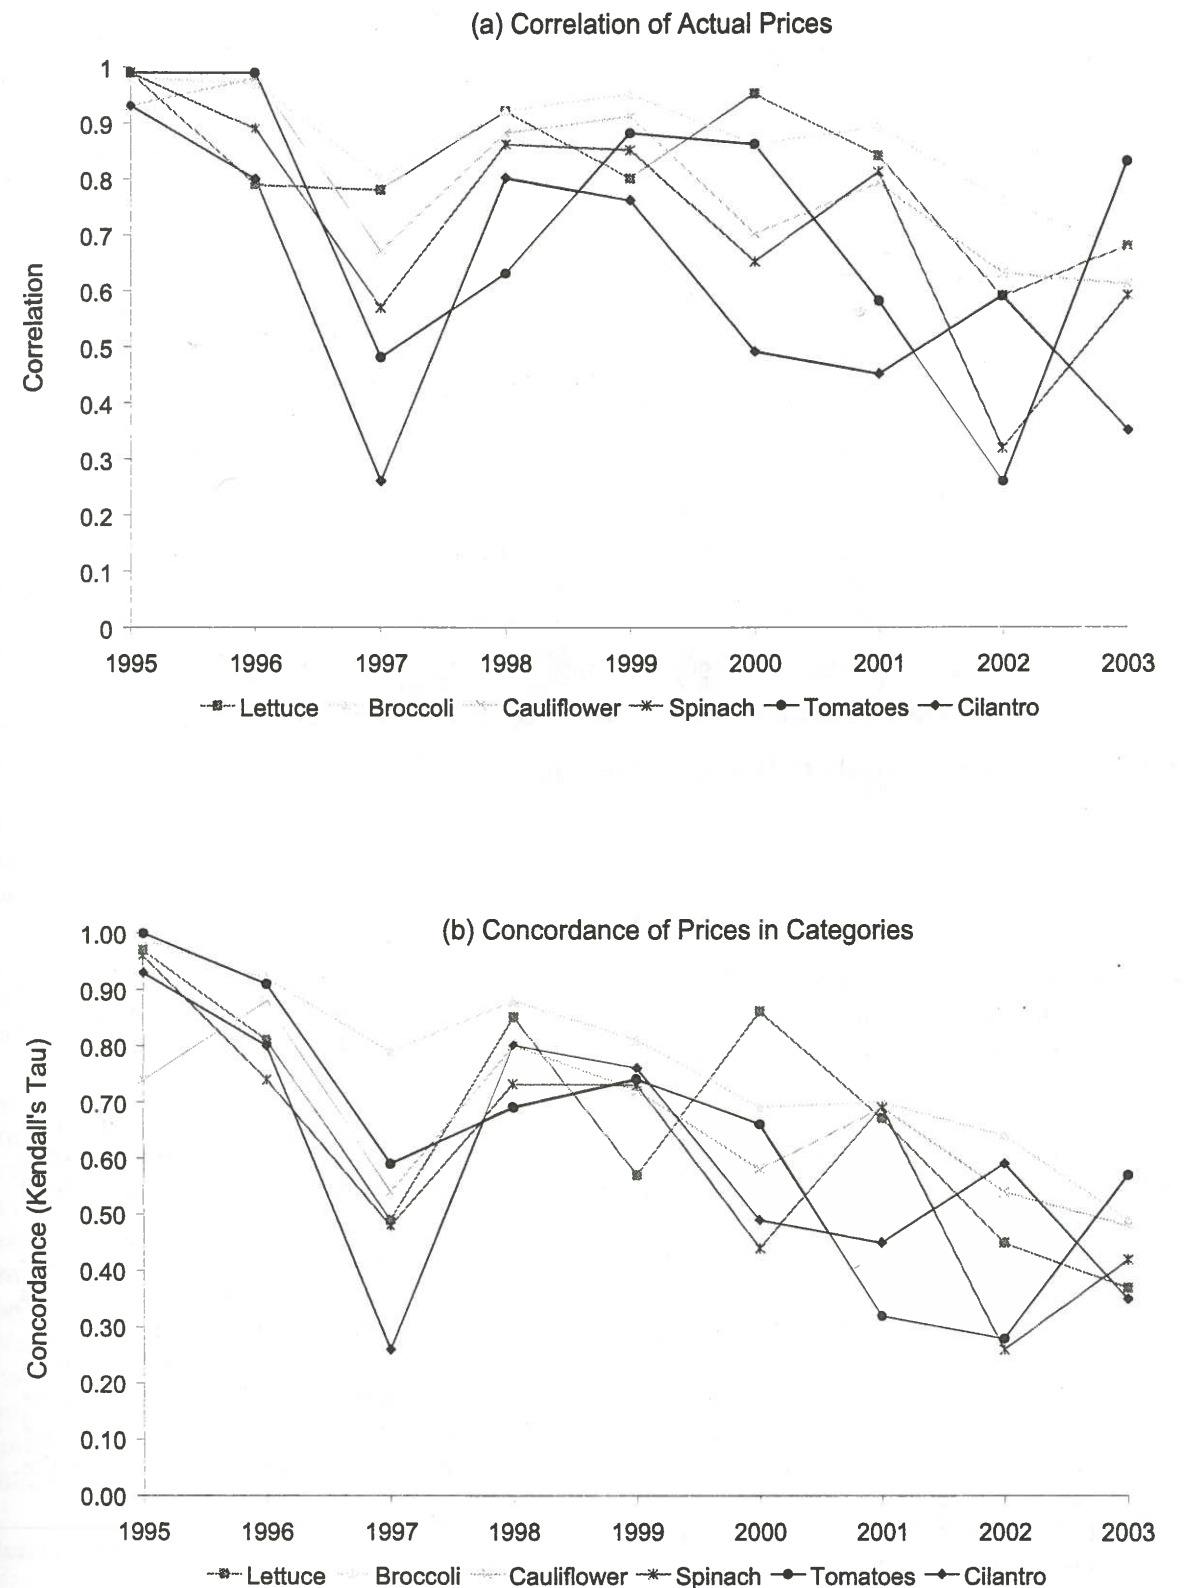 (a) Correlation of Actual Prices
1
0.9
0.8
0.7
0.6
0.5
0.4
0.3
0.2
0.1
0
Correlation
1995 1996 1997 1998 1999 2000 2001 2002 2003
Lettuce Broccoli Cauliflower Spinach Tomatoes Cilantro
(b) Concordance of Prices in Categories
1.00
0.90
0.80
0.70
0.60
0.50
0.40
0.30
0.20
0.10
0.00
Concordance (Kendall's Tau)
1995 1996 1997 1998 1999 2000 2001 2002 2003
Lettuce Broccoli Cauliflower Spinach Tomatoes Cilantro